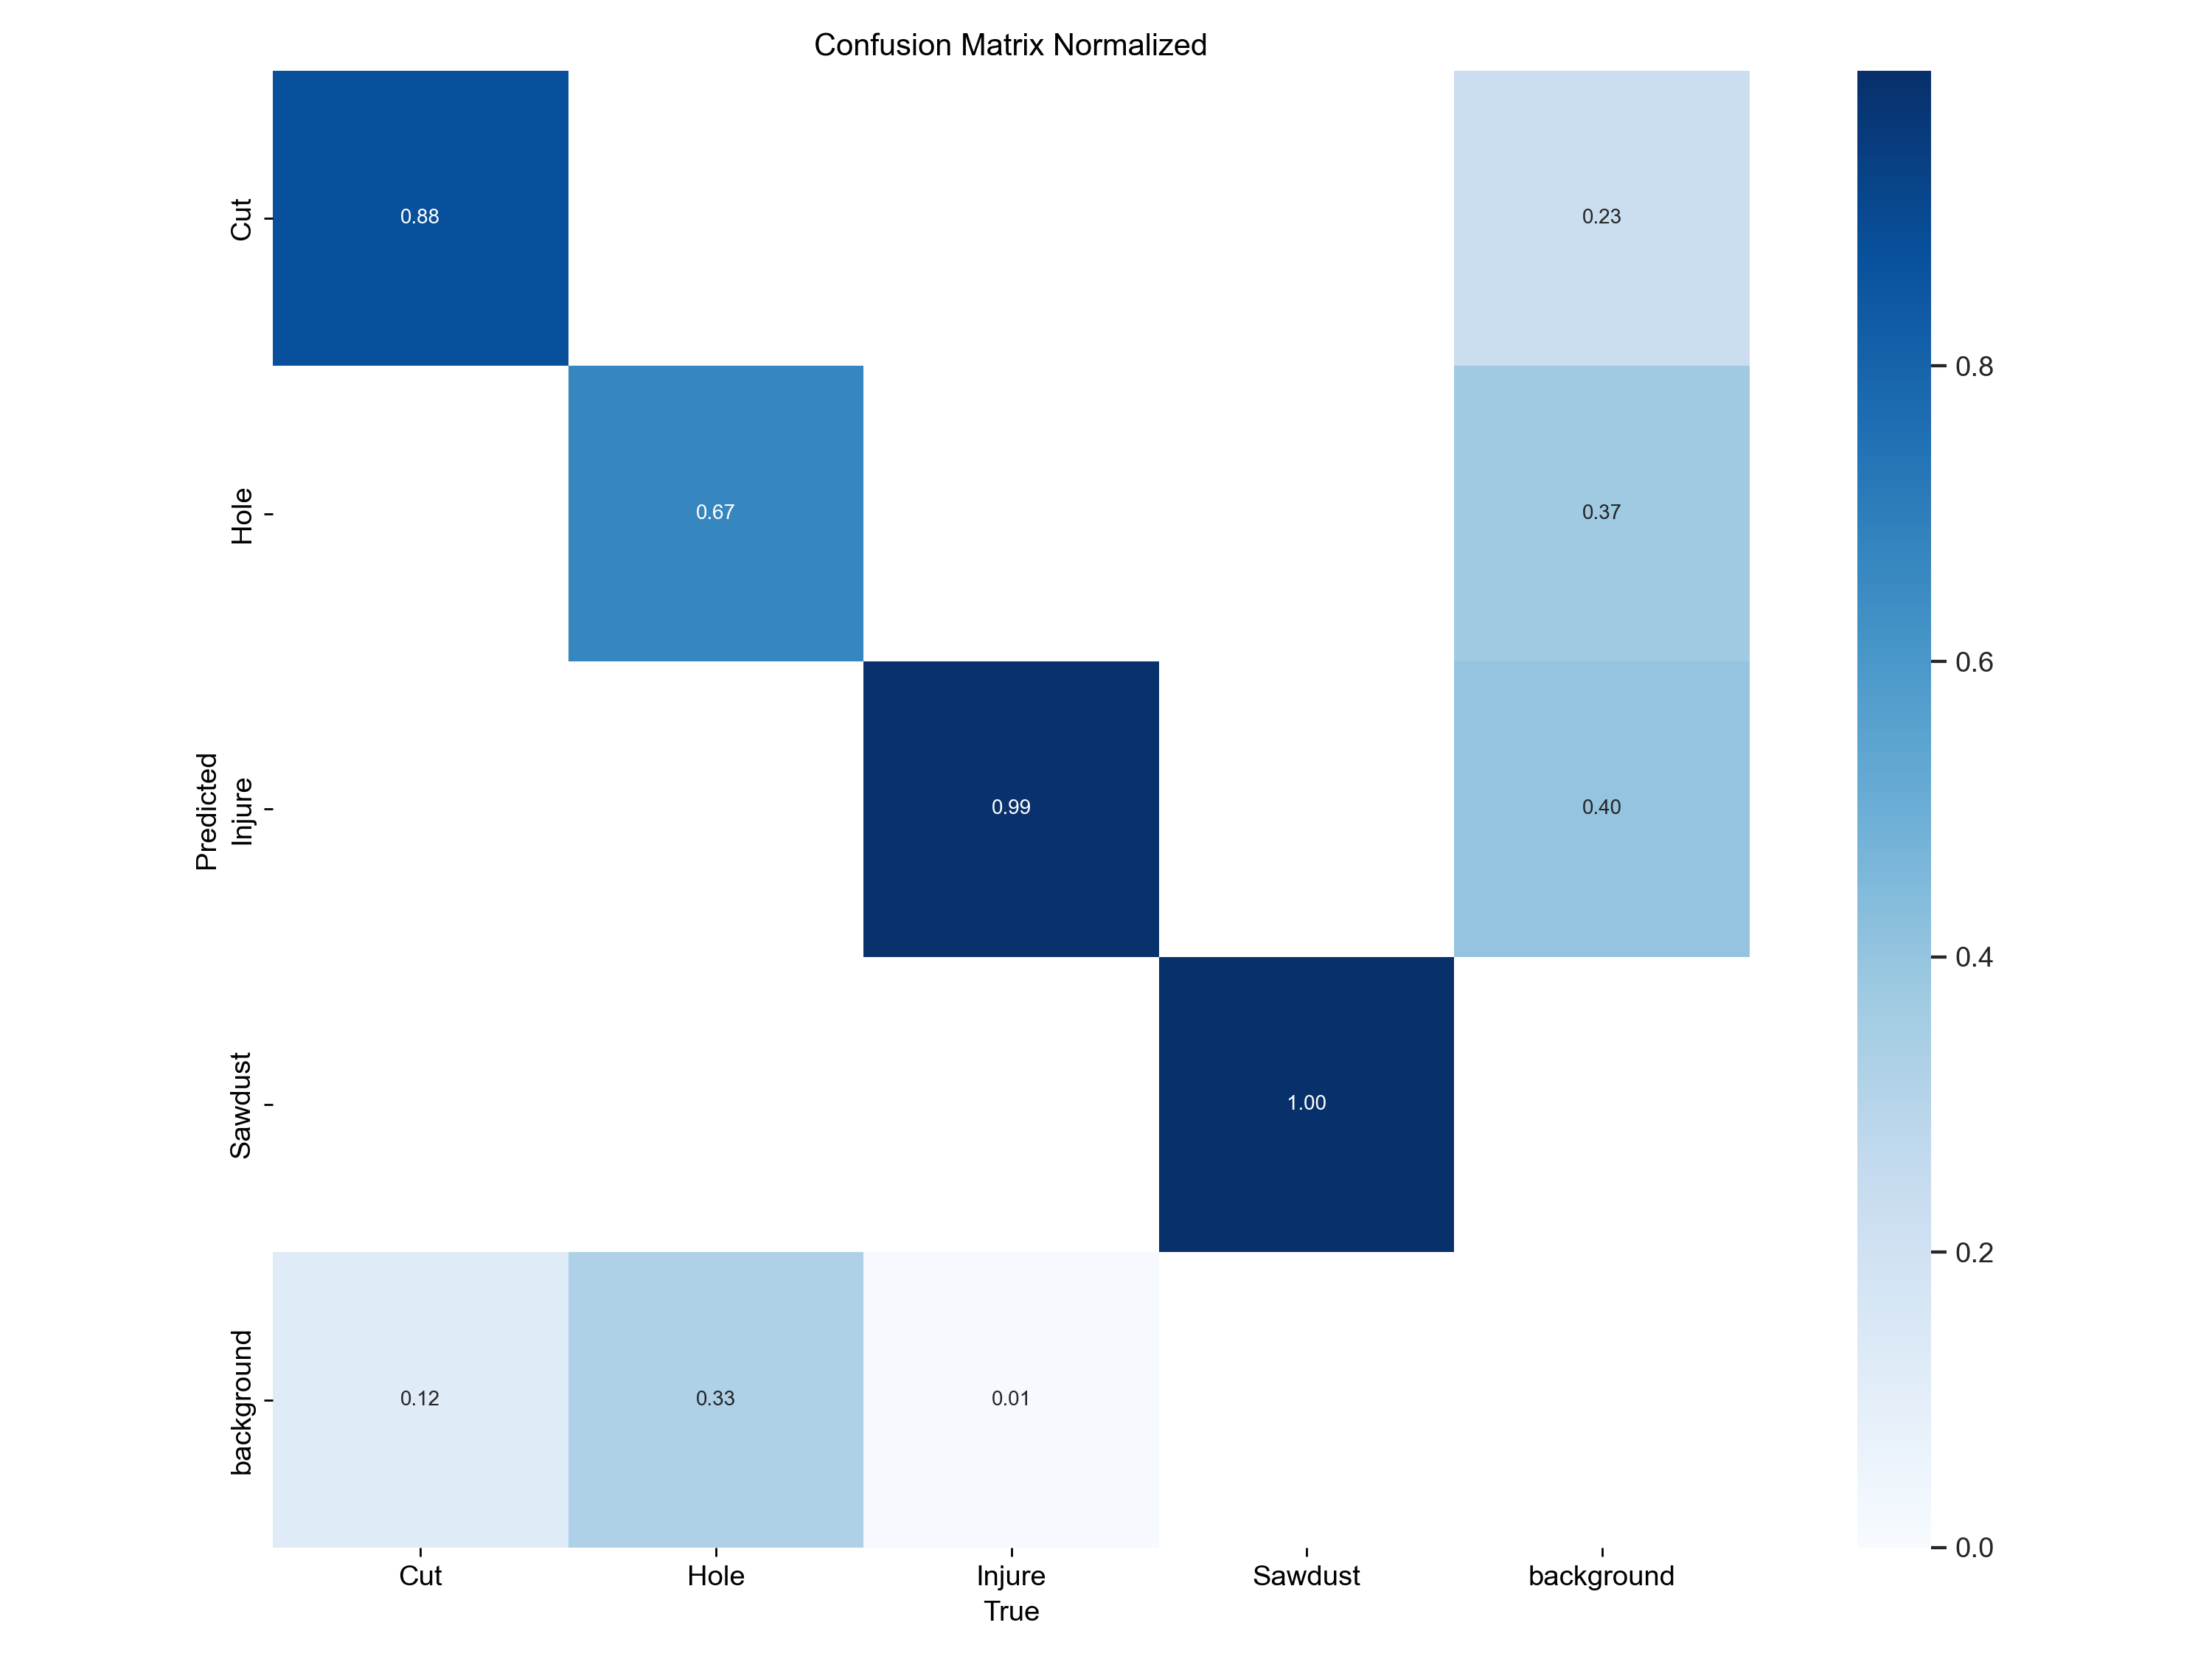 Confusion Matrix Normalized
Cut
0.88
0.23
0.8
Hole
0.67
0.37
0.6
Predicted
Injure
0.99
0.40
0.4
Sawdust
1.00
0.2
background
0.12
0.33
0.01
0.0
Cut
Hole
Injure
Sawdust
background
True